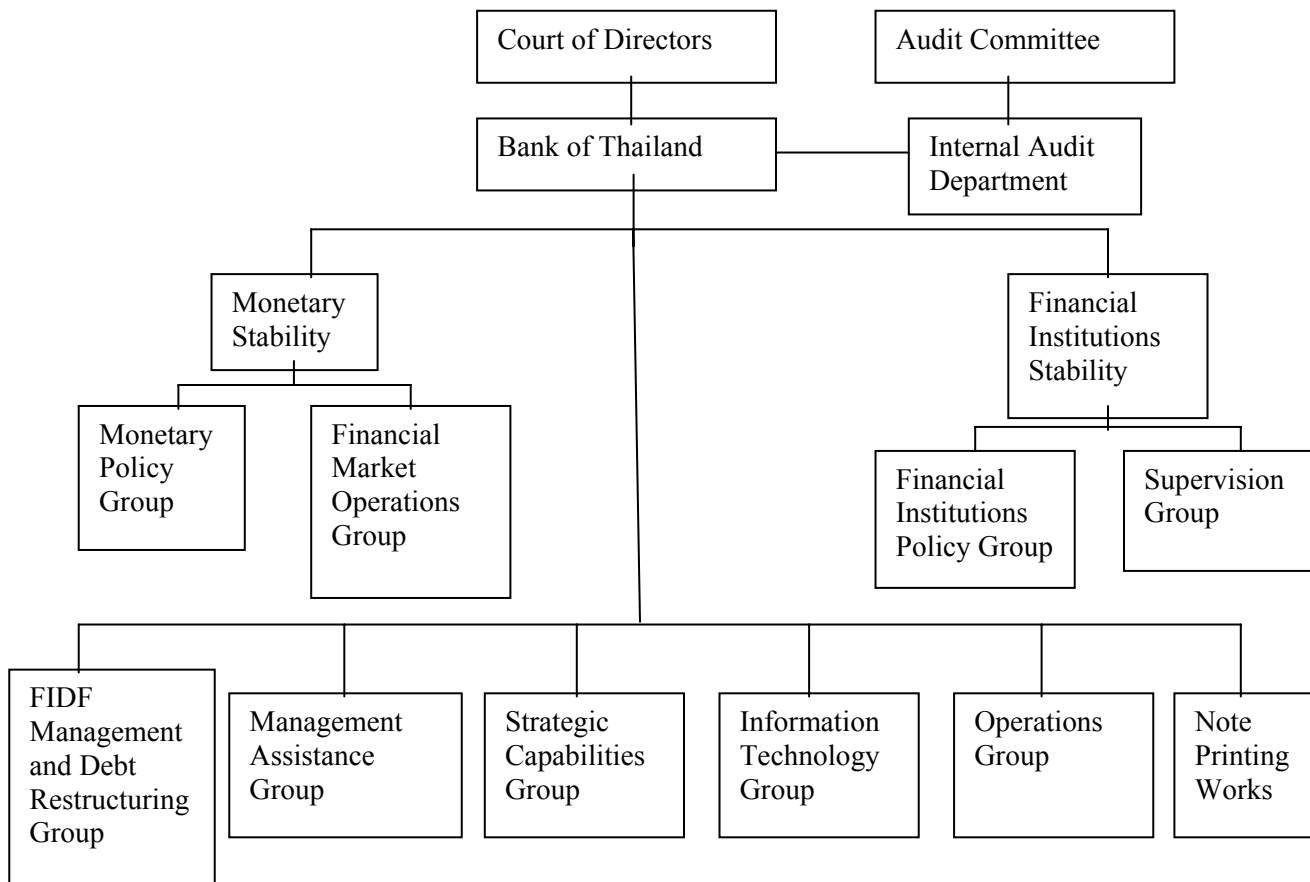 Court of Directors
Audit Committee
Bank of Thailand
Internal Audit
Department
Monetary
Stability
Financial
Institutions
Stability
Monetary
Policy
Group
Financial
Market
Operations
Group
Financial
Institutions
Policy Group
Supervision
Group
FIDF
Management
and Debt
Restructuring
Group
Management
Assistance
Group
Strategic
Capabilities
Group
Information
Technology
Group
Operations
Group
Note
Printing
Works